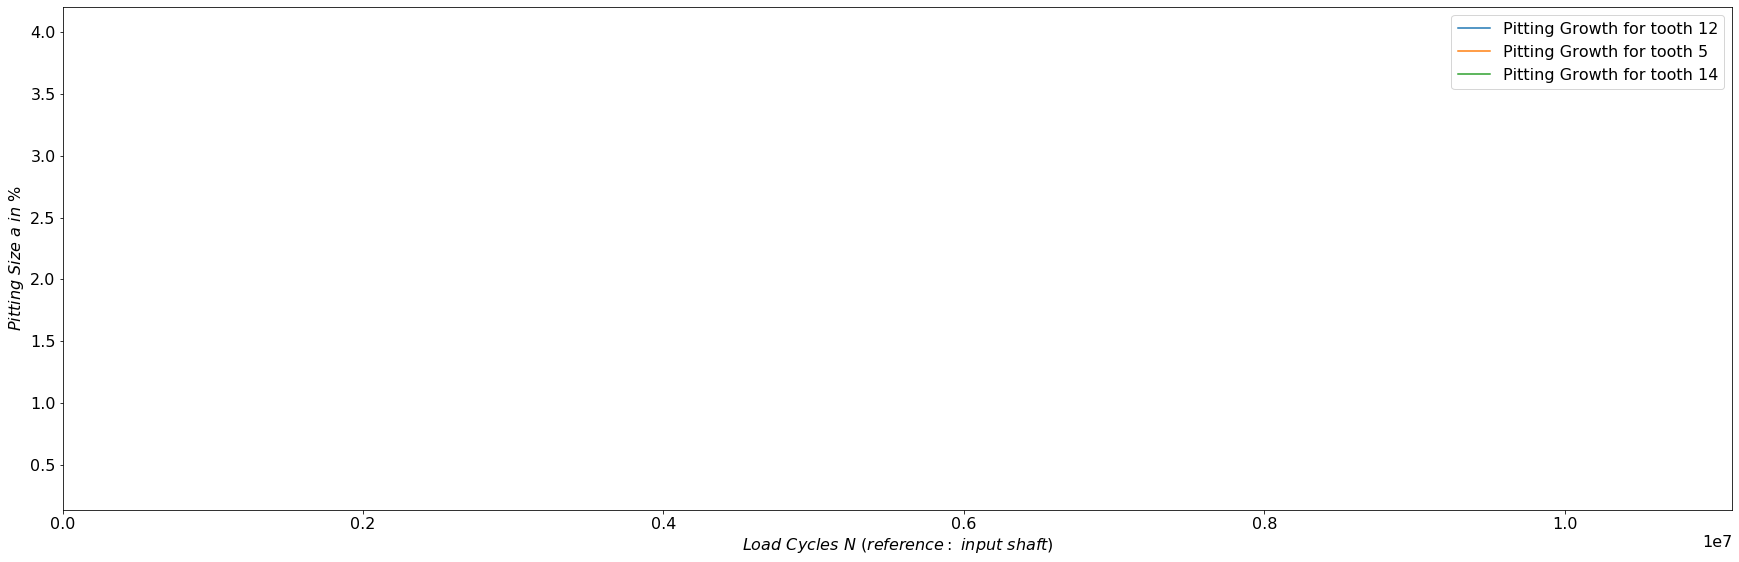 4.0
3.5
3.0
2.5
2.0
1.5
1.0
0.5
Pitting Size a in %
Pitting Growth for tooth 12
Pitting Growth for tooth 5
Pitting Growth for tooth 14
0.0 0.2 0.4 0.6 0.8 1.0
1e7
Load Cycles N (reference: input shaft)